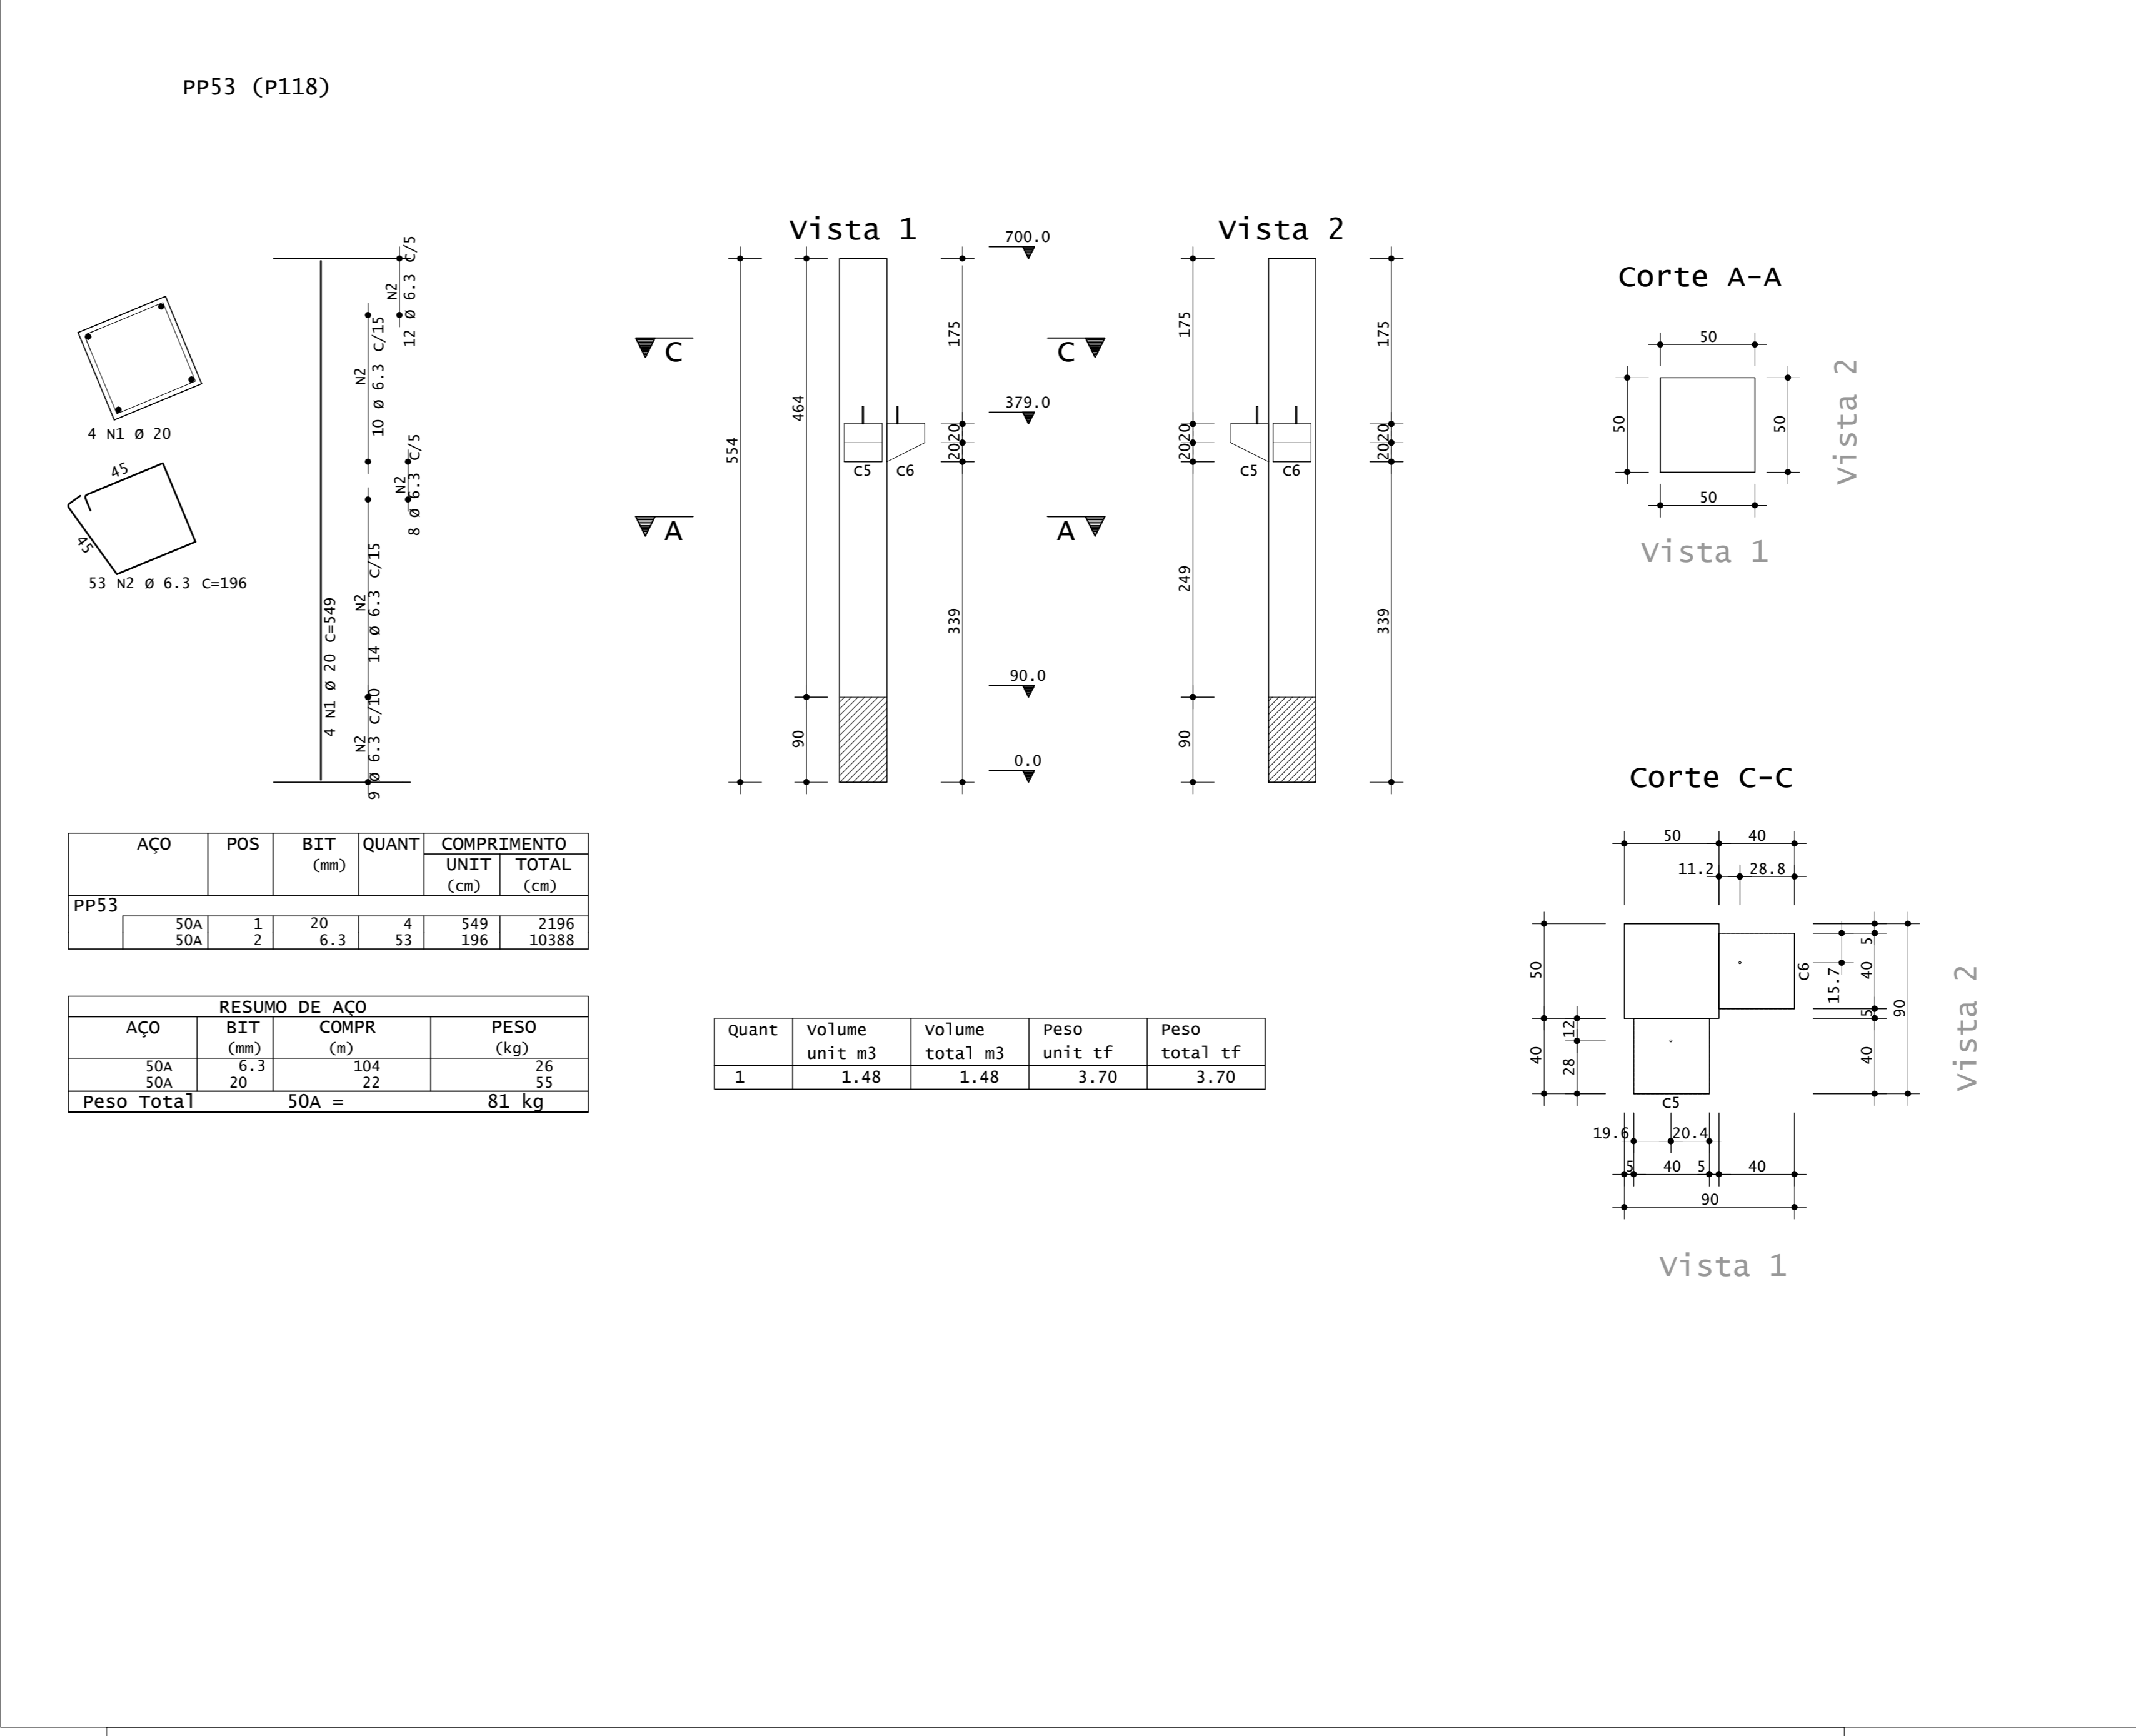 PP53 (P118)
4 N1 Ø 20
45
45
53 N2 Ø 6.3 C=196
4 N1 Ø 20 C=549
N2
12 Ø 6.3 C/5
N2
10 Ø 6.3 C/15
N2
8 Ø 6.3 C/5
N2
14 Ø 6.3 C/15
N2
9 Ø 6.3 C/10
Vista 1
C
A
554
464
90
C5
C6
175
20
20
339
700.0
379.0
90.0
0.0
C
A
Vista 2
175
20
20
249
90
C5
C6
175
20
20
339
Corte A-A
50
50
50
50
Vista 2
Vista 1
Corte C-C
50 40
11.2 28.8
50
40
12
28
C6
C5
15.7
5
40
5
40
90
19.6 20.4
5 40 5 40
90
Vista 2
Vista 1
AÇO POS BIT QUANT COMPRIMENTO
(mm) UNIT TOTAL
(cm) (cm)
PP53
50A 1 20 4 549 2196
50A 2 6.3 53 196 10388
RESUMO DE AÇO
AÇO BIT COMPR PESO
(mm) (m) (kg)
50A 6.3 104 26
50A 20 22 55
Peso Total 50A = 81 kg
Quant Volume Volume Peso Peso
unit m3 total m3 unit tf total tf
1 1.48 1.48 3.70 3.70